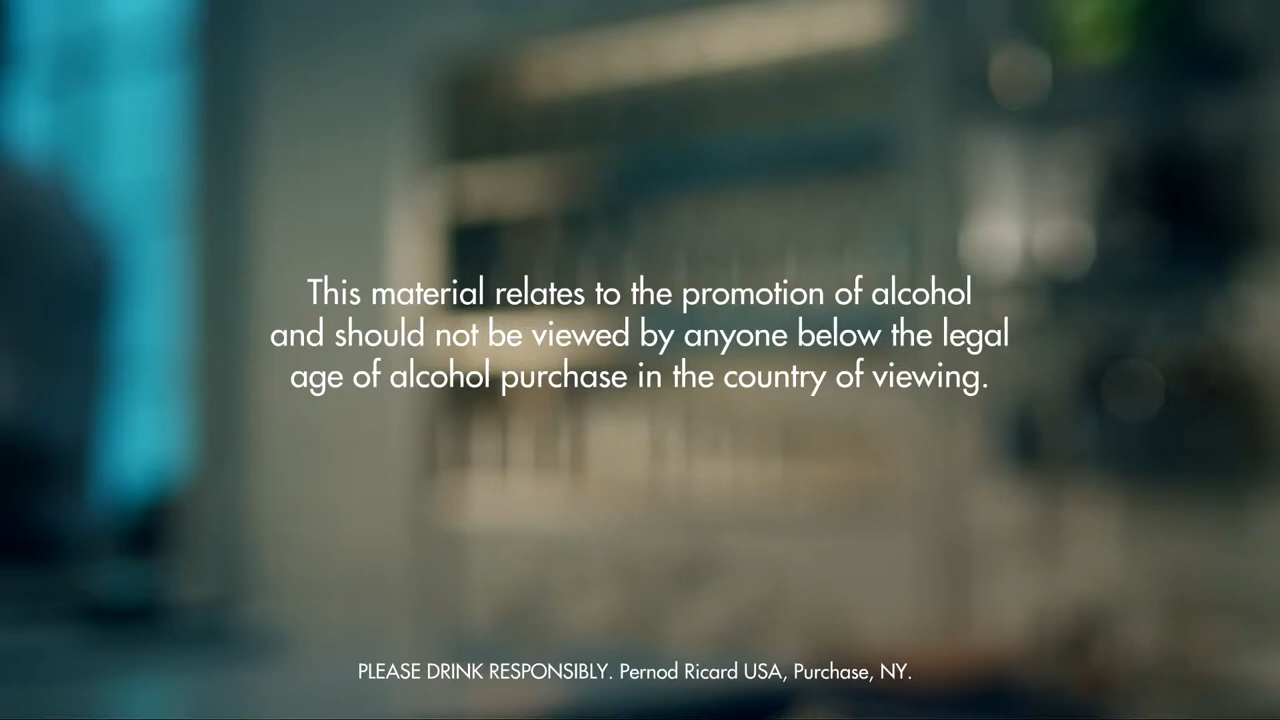 This material relates to the promotion of alcohol
and should not be viewed by anyone below the legal
age of alcohol purchase in the country of viewing.
PLEASE DRINK RESPONSIBLY. Pernod Ricard USA, Purchase, NY.